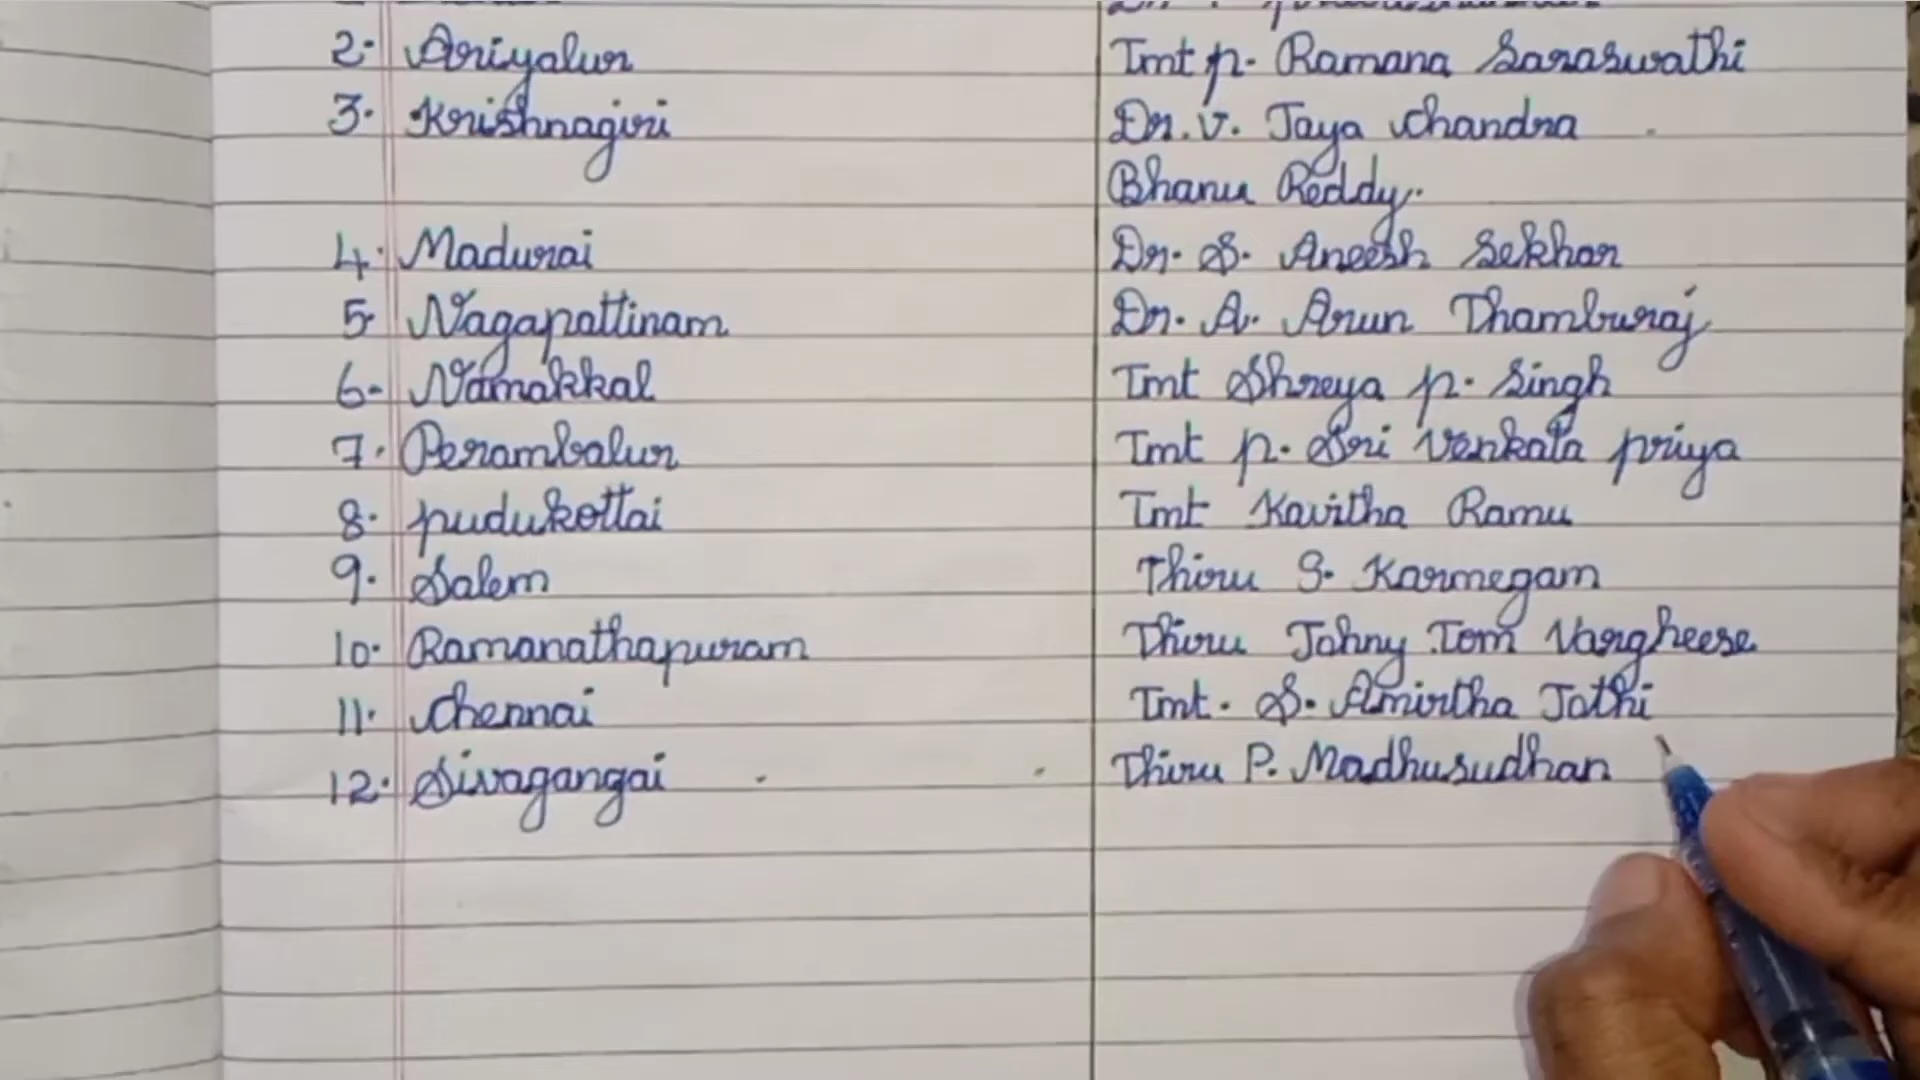 2. Ariyalur Tmt p. Ramana Saraswathi
3. Krishnagiri Dr. V. Jaya Chandra
Bhanu Reddy.
4. Madurai Dr. S. Aneesh Sekhar
5. Nagapattinam Dr. A. Arun Thamburaj
6. Namakkal Tmt Shreya p. Singh
7. Perambalur Tmt p. Sri Venkata priya
8. pudukottai Tmt Kavitha Ramu
9. Salem Thiru S. Karmegam
10. Ramanathapuram Thiru Johny Tom Vargheese
11. Chennai Tmt. S. Amirtha Jothi
12. Sivagangai Thiru P. Madhusudhan